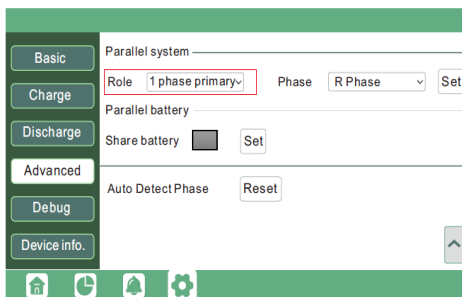 Basic
Charge
Discharge
Advanced
Debug
Device info.
Parallel system
Role 1 phase primary Phase R Phase Set
Parallel battery
Share battery Set
Auto Detect Phase Reset